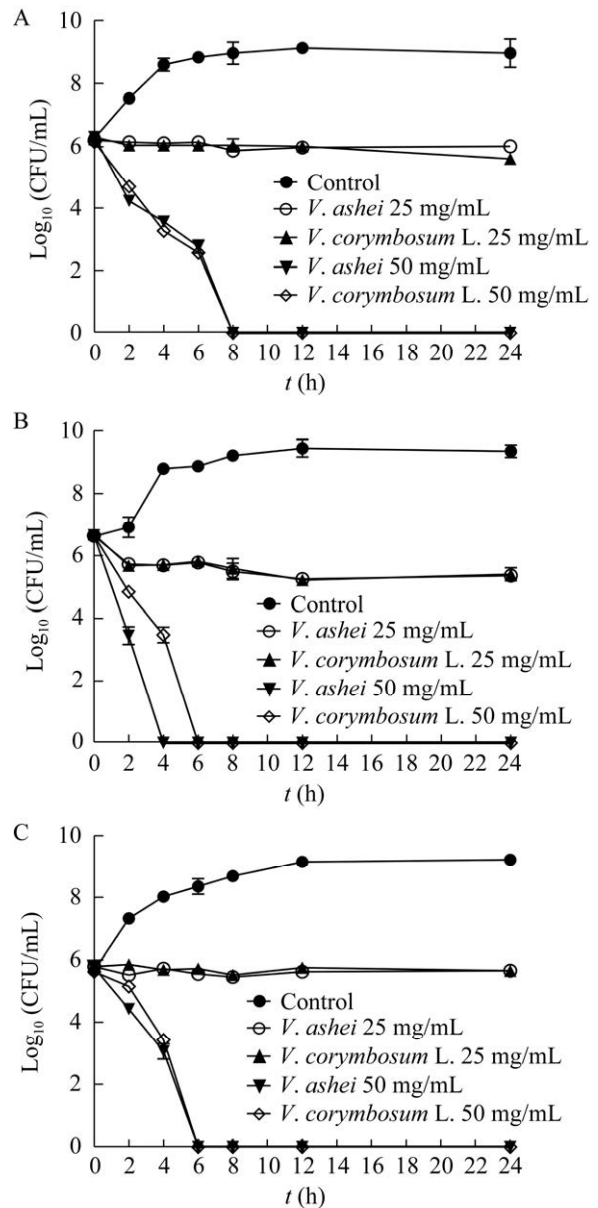 A
10
8
6
4
2
0
Log₁₀ (CFU/mL)
Control
V. ashei 25 mg/mL
V. corymbosum L. 25 mg/mL
V. ashei 50 mg/mL
V. corymbosum L. 50 mg/mL
0 2 4 6 8 10 12 14 16 18 20 22 24
t (h)
B
10
8
6
4
2
0
Log₁₀ (CFU/mL)
Control
V. ashei 25 mg/mL
V. corymbosum L. 25 mg/mL
V. ashei 50 mg/mL
V. corymbosum L. 50 mg/mL
0 2 4 6 8 10 12 14 16 18 20 22 24
t (h)
C
10
8
6
4
2
0
Log₁₀ (CFU/mL)
Control
V. ashei 25 mg/mL
V. corymbosum L. 25 mg/mL
V. ashei 50 mg/mL
V. corymbosum L. 50 mg/mL
0 2 4 6 8 10 12 14 16 18 20 22 24
t (h)